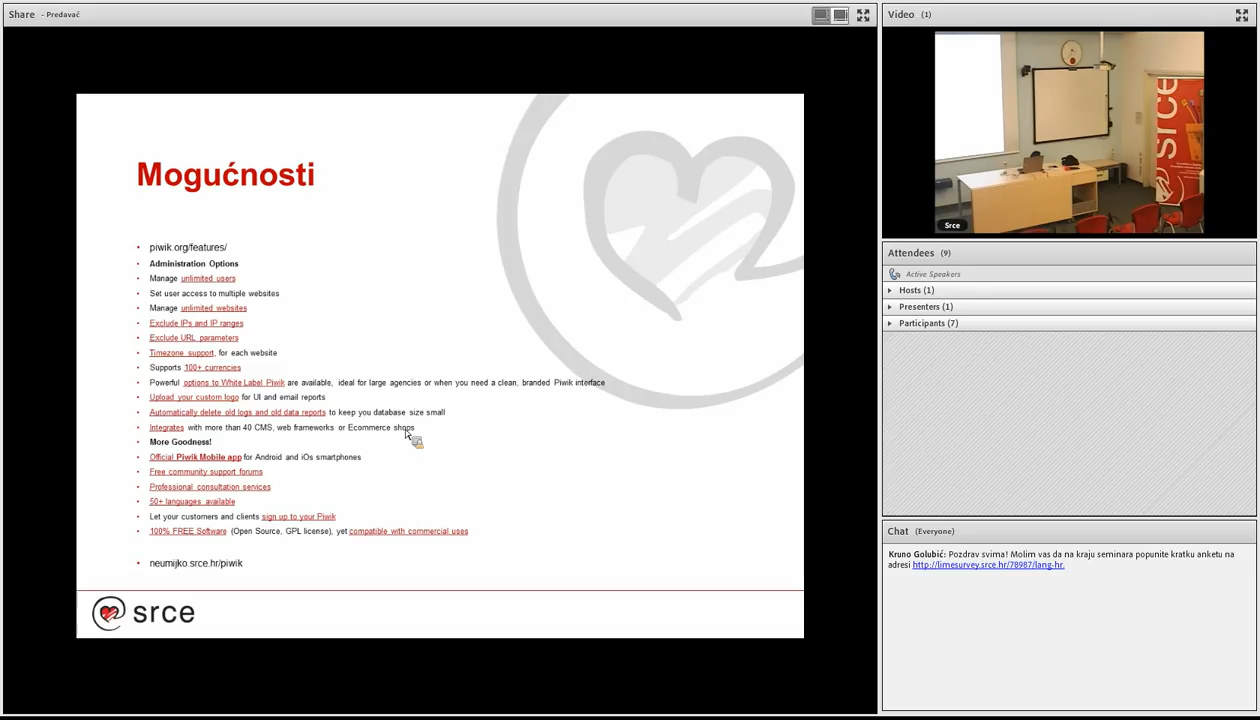 Share - Predavač
Mogućnosti
• piwik.org/features/
• Administration Options
• Manage unlimited users
• Set user access to multiple websites
• Manage unlimited websites
• Exclude IPs and IP ranges
• Exclude URL parameters
• Timezone support, for each website
• Supports 100+ currencies
• Powerful options to White Label Piwik are available, ideal for large agencies or when you need a clean, branded Piwik interface
• Upload your custom logo for UI and email reports
• Automatically delete old logs and old data reports to keep you database size small
• Integrates with more than 40 CMS, web frameworks or Ecommerce shops
• More Goodness!
• Official Piwik Mobile app for Android and iOs smartphones
• Free community support forums
• Professional consultation services
• 50+ languages available
• Let your customers and clients sign up to your Piwik
• 100% FREE Software (Open Source, GPL license), yet compatible with commercial uses
• neumijko.srce.hr/piwik
srce
Video (1)
srce
Srce
Attendees (9)
Active Speakers
Hosts (1)
Presenters (1)
Participants (7)
Chat (Everyone)
Kruno Golubić: Pozdrav svima! Molim vas da na kraju seminara popunite kratku anketu na
adresi http://limesurvey.srce.hr/78987/lang-hr.